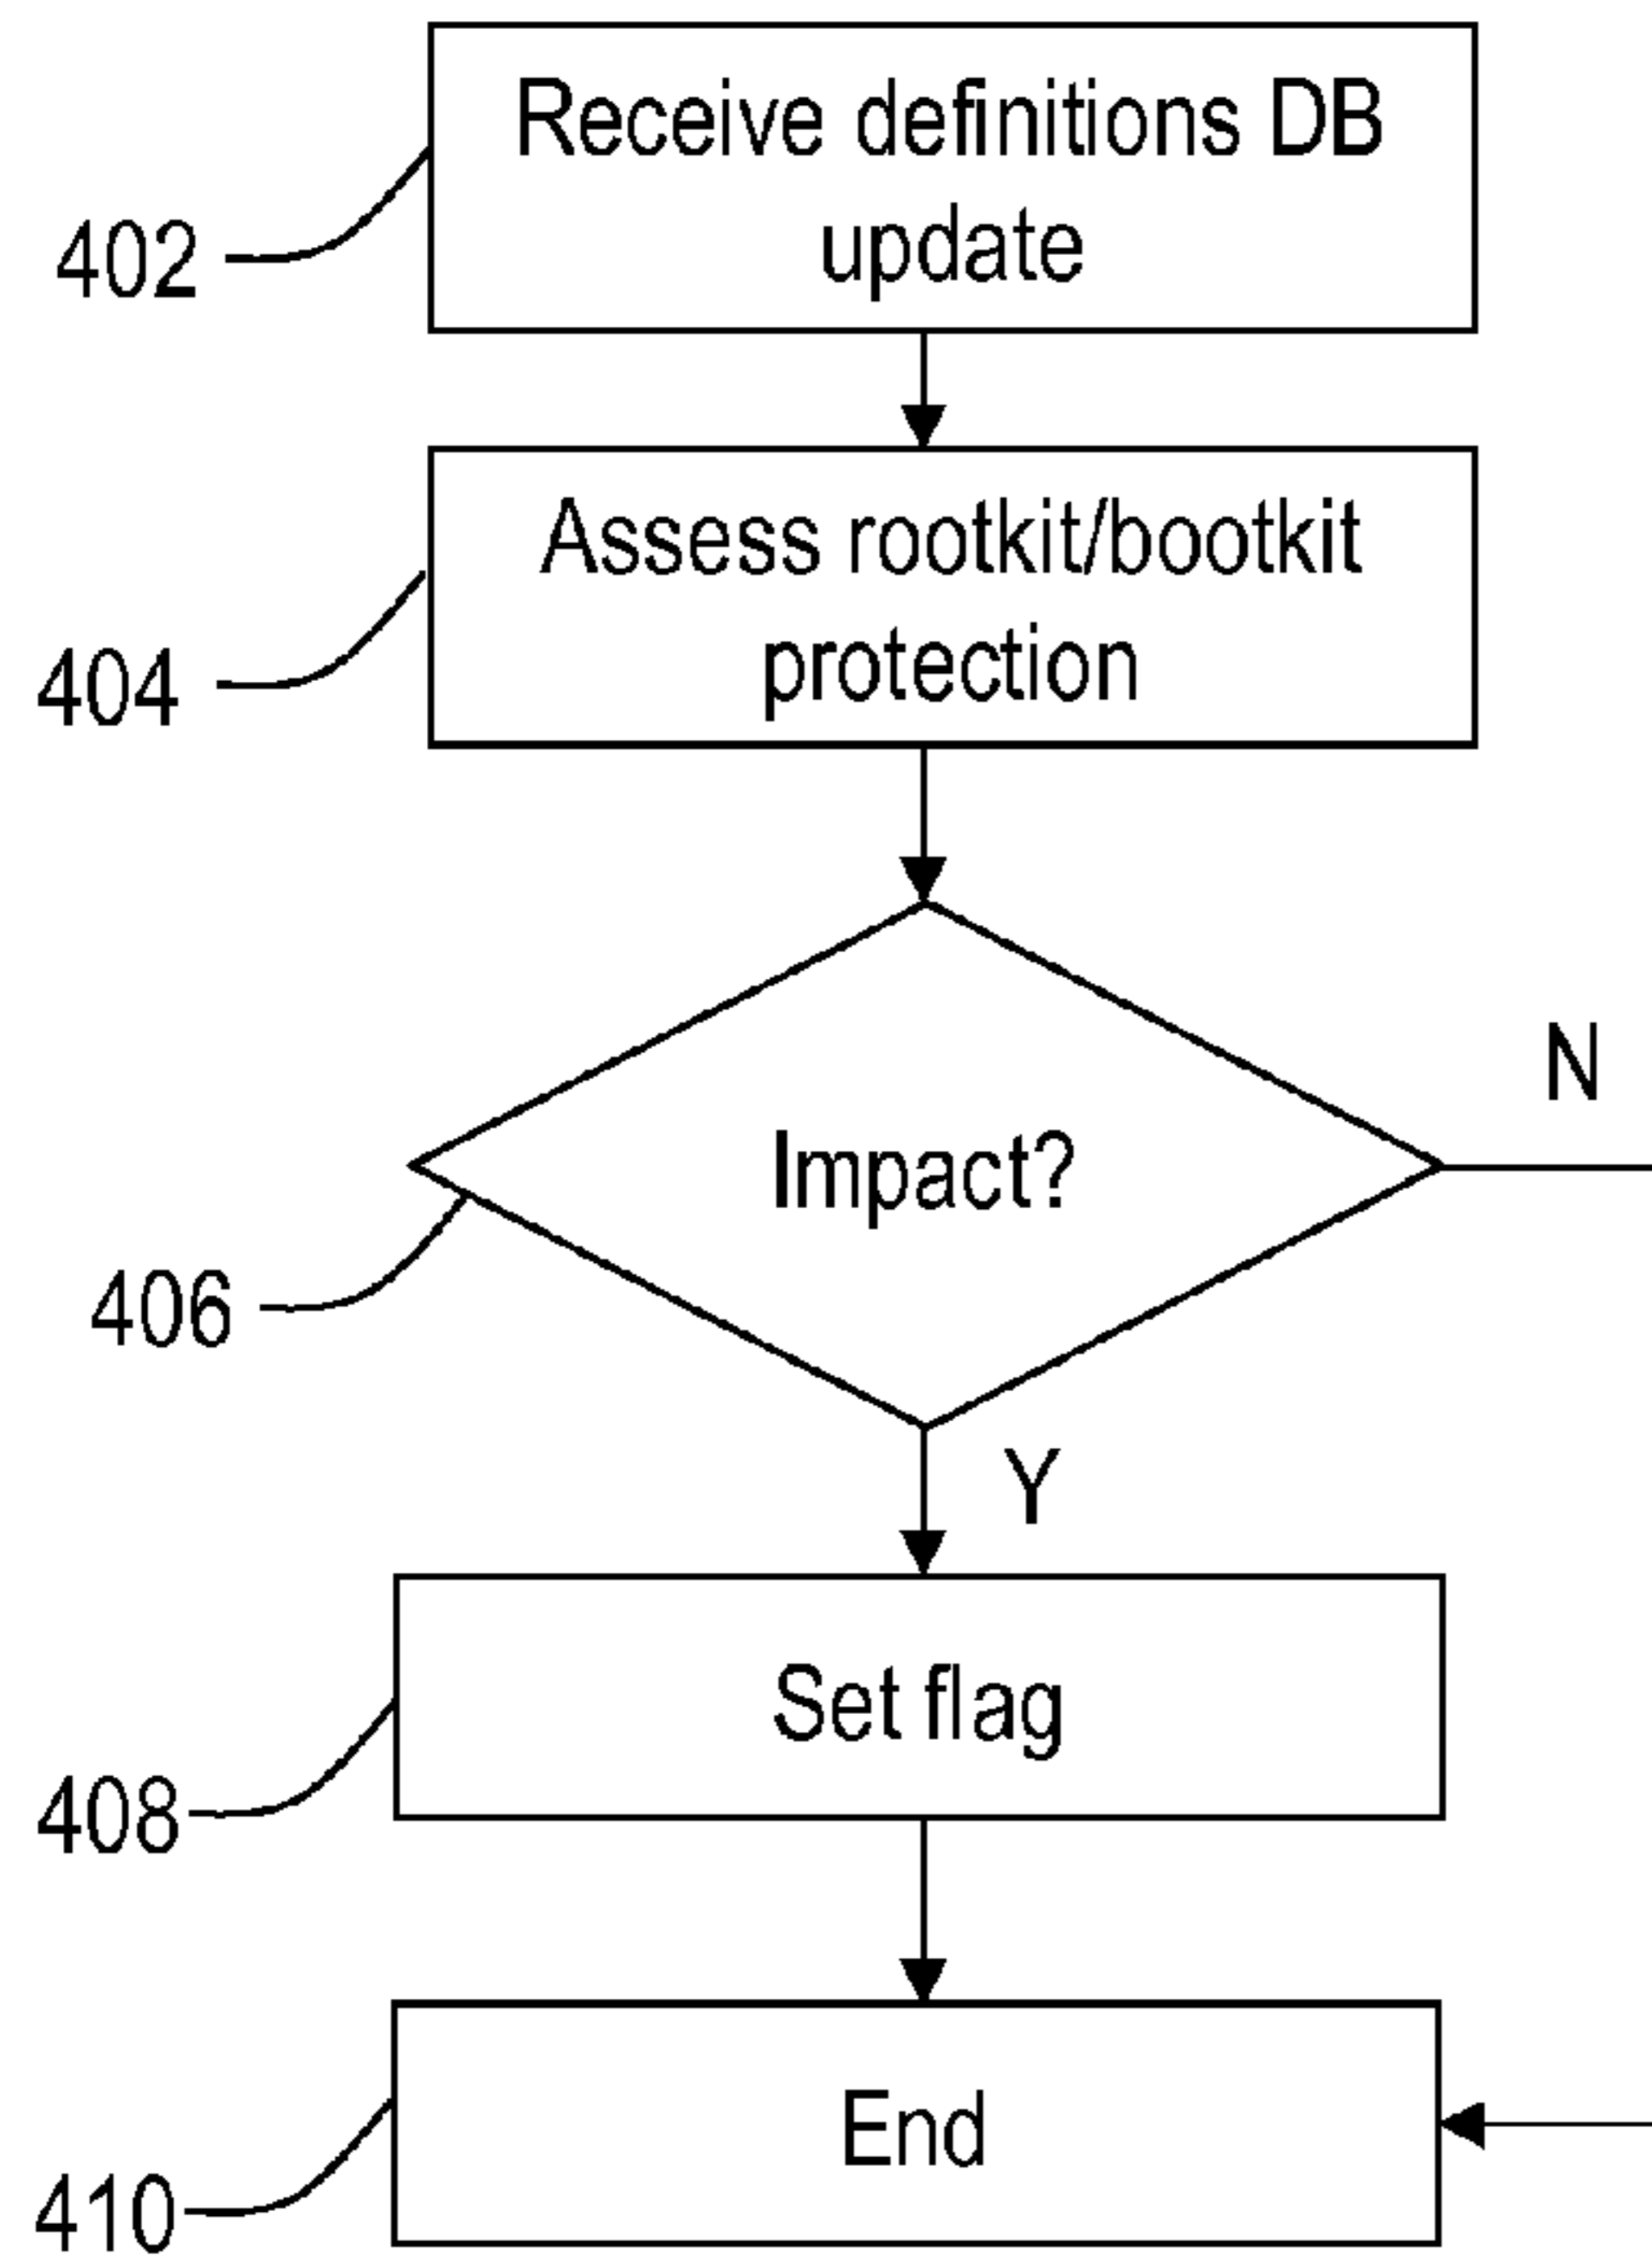 Receive definitions DB
update
402
Assess rootkit/bootkit
protection
404
N
Impact?
406
Y
Set flag
408
End
410